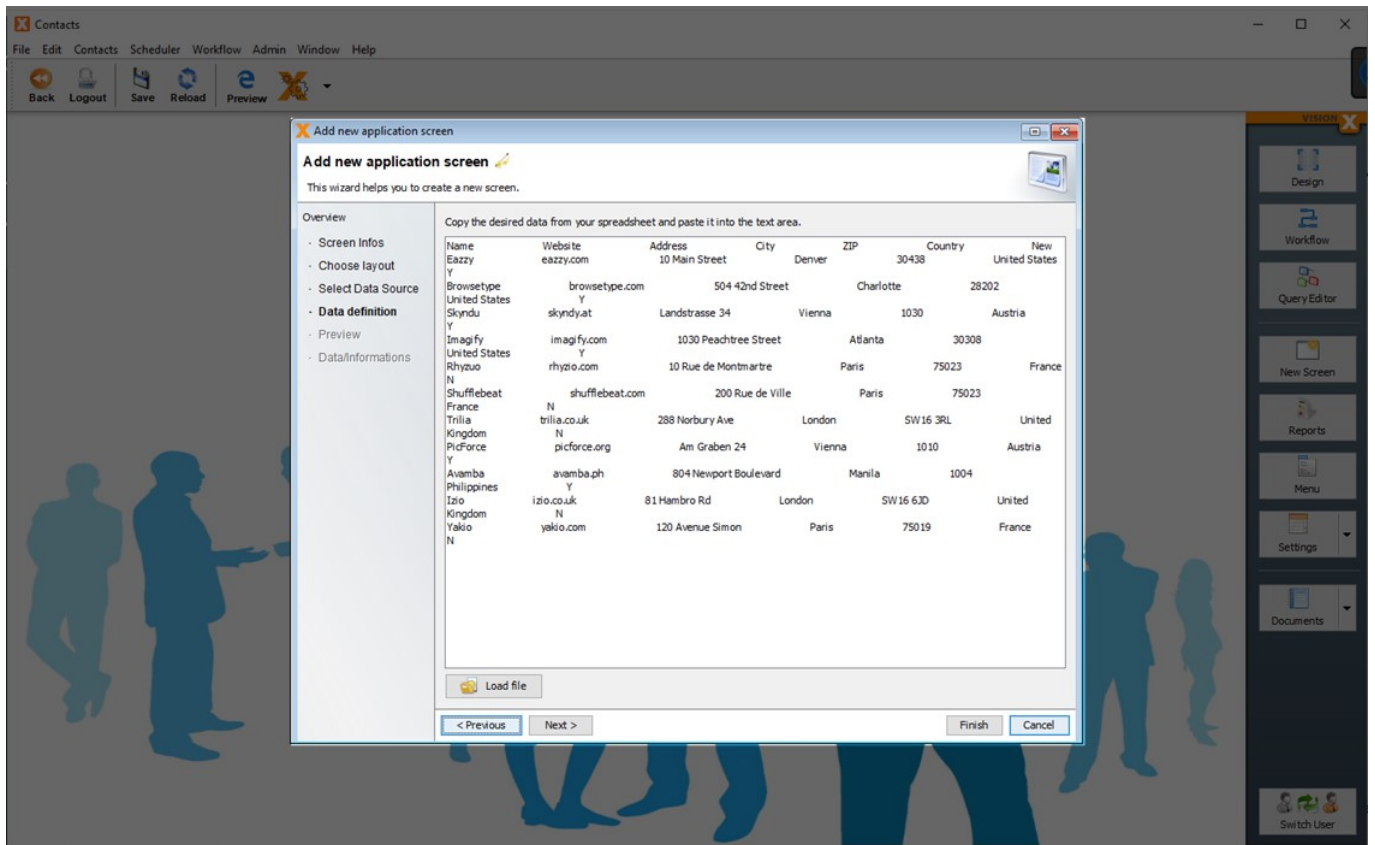 Contacts
File Edit Contacts Scheduler Workflow Admin Window Help
Back Logout Save Reload Preview
VISION
Design
Workflow
Query Editor
New Screen
Reports
Menu
Settings
Documents
Switch User
Add new application screen
Add new application screen
This wizard helps you to create a new screen.
Overview
· Screen Infos
· Choose layout
· Select Data Source
· Data definition
· Preview
· Data/Informations
Copy the desired data from your spreadsheet and paste it into the text area.
Name Website Address City ZIP Country New
Eazzy eazzy.com 10 Main Street Denver 30438 United States
Y
Browsetype browsetype.com 504 42nd Street Charlotte 28202
United States Y
Skyndu skyndy.at Landstrasse 34 Vienna 1030 Austria
Y
Imagify imagify.com 1030 Peachtree Street Atlanta 30308
United States Y
Rhyzuo rhyzio.com 10 Rue de Montmartre Paris 75023 France
N
Shufflebeat shufflebeat.com 200 Rue de Ville Paris 75023
France N
Trilia trilia.co.uk 288 Norbury Ave London SW16 3RL United
Kingdom N
PicForce picforce.org Am Graben 24 Vienna 1010 Austria
Y
Avamba avamba.ph 804 Newport Boulevard Manila 1004
Philippines Y
Izio izio.co.uk 81 Hambro Rd London SW16 6JD United
Kingdom N
Yakio yakio.com 120 Avenue Simon Paris 75019 France
N
Load file
< Previous Next > Finish Cancel